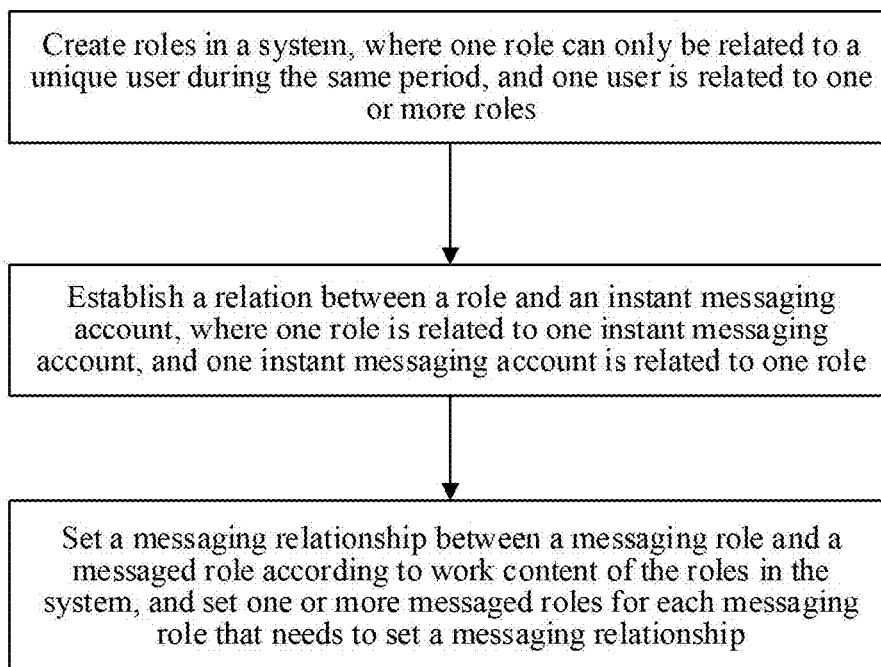 Create roles in a system, where one role can only be related to a
unique user during the same period, and one user is related to one
or more roles
Establish a relation between a role and an instant messaging
account, where one role is related to one instant messaging
account, and one instant messaging account is related to one role
Set a messaging relationship between a messaging role and a
messaged role according to work content of the roles in the
system, and set one or more messaged roles for each messaging
role that needs to set a messaging relationship